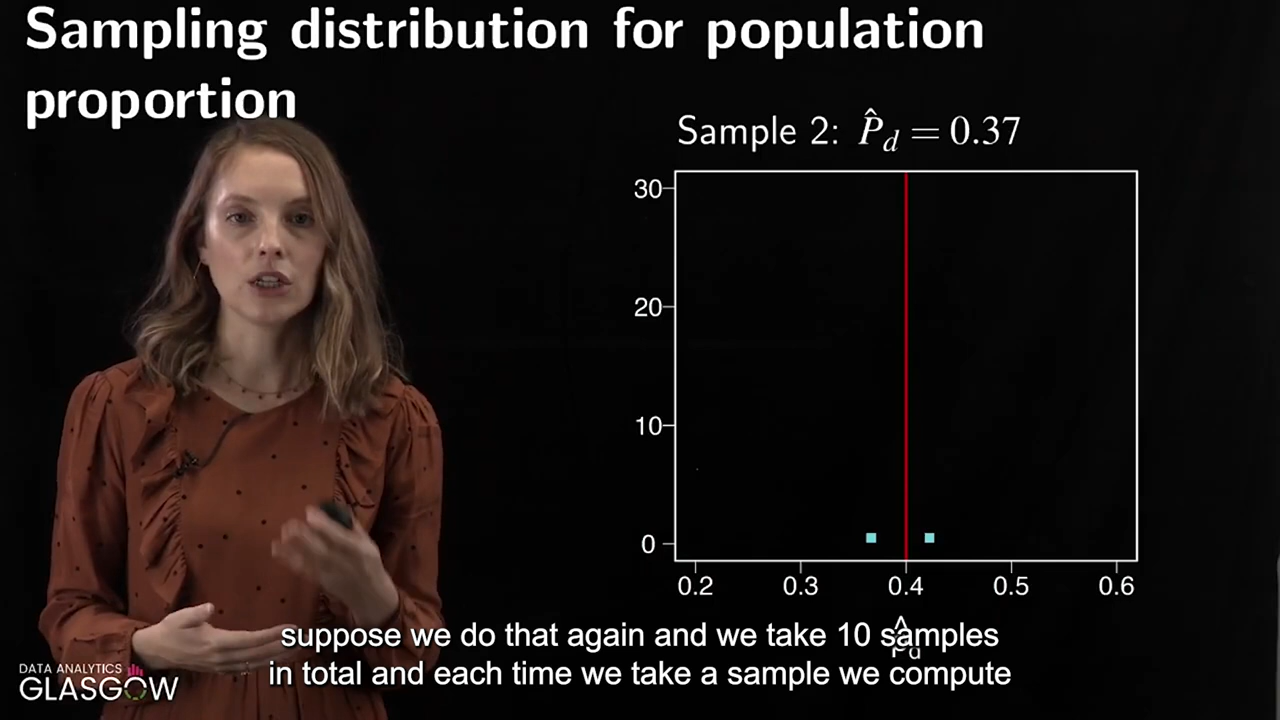 Sampling distribution for population
proportion
Sample 2: P̂d = 0.37
30
20
10
0
0.2 0.3 0.4 0.5 0.6
P̂d
suppose we do that again and we take 10 samples
in total and each time we take a sample we compute
DATA ANALYTICS
GLASGOW